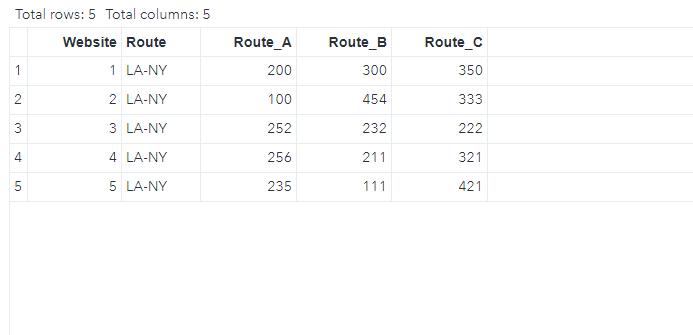 Total rows: 5 Total columns: 5
Website Route Route_A Route_B Route_C
1 1 LA-NY 200 300 350
2 2 LA-NY 100 454 333
3 3 LA-NY 252 232 222
4 4 LA-NY 256 211 321
5 5 LA-NY 235 111 421